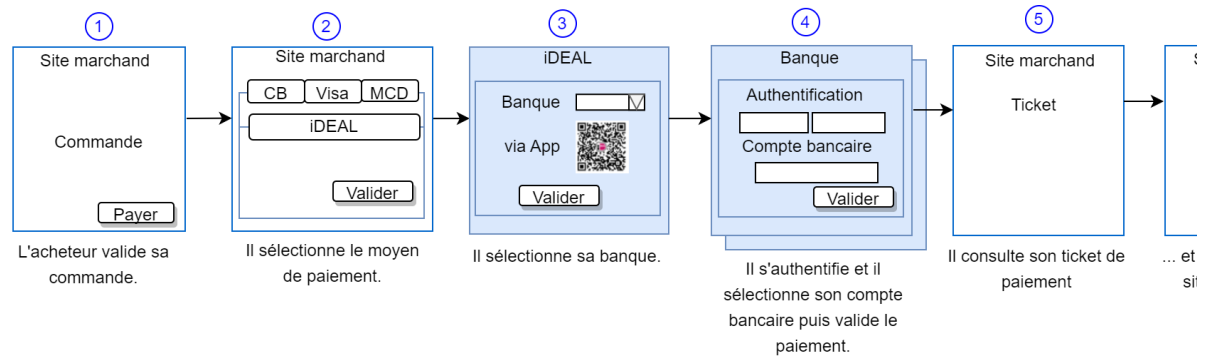 1
Site marchand
Commande
Payer
L'acheteur valide sa
commande.
2
Site marchand
CB Visa MCD
iDEAL
Valider
Il sélectionne le moyen
de paiement.
3
iDEAL
Banque
via App
Valider
Il sélectionne sa banque.
4
Banque
Authentification
Compte bancaire
Valider
Il s'authentifie et il
sélectionne son compte
bancaire puis valide le
paiement.
5
Site marchand
Ticket
Il consulte son ticket de
paiement
... et